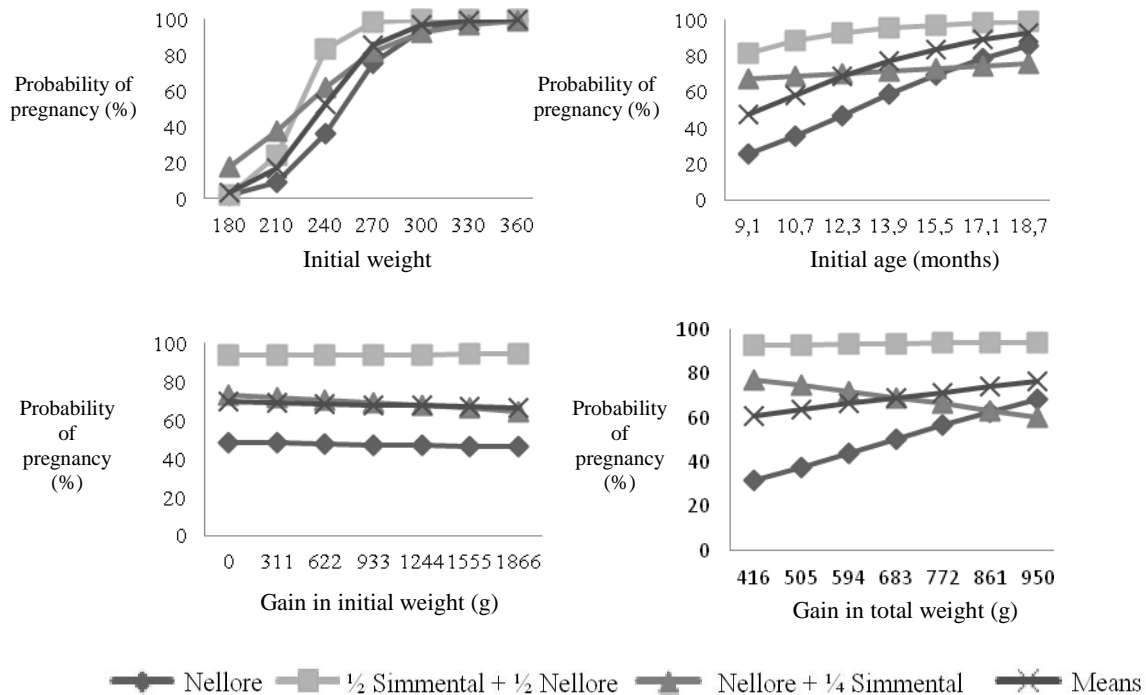 100
80
60
40
20
0
Probability of
pregnancy (%)
180 210 240 270 300 330 360
Initial weight
100
80
60
40
20
0
Probability of
pregnancy (%)
9,1 10,7 12,3 13,9 15,5 17,1 18,7
Initial age (months)
100
80
60
40
20
0
Probability
of
pregnancy
(%)
0 311 622 933 1244 1555 1866
Gain in initial weight (g)
100
80
60
40
20
0
Probability
of
pregnancy
(%)
416 505 594 683 772 861 950
Gain in total weight (g)
Nellore ½ Simmental + ½ Nellore Nellore + ¼ Simmental Means